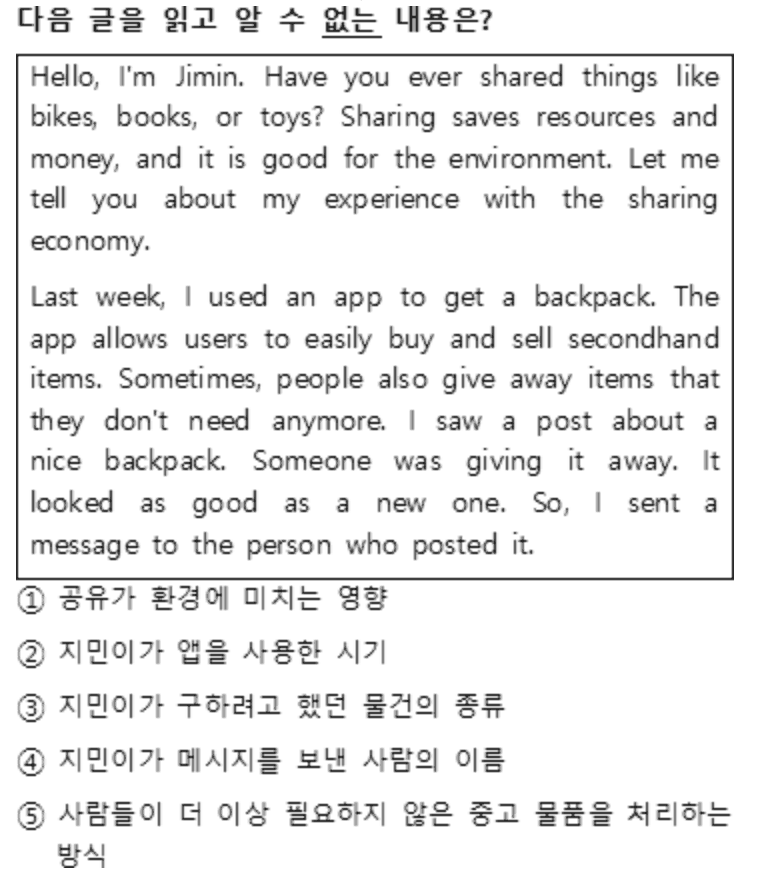 다음 글을 읽고 알 수 없는 내용은?
Hello, I'm Jimin. Have you ever shared things like
bikes, books, or toys? Sharing saves resources and
money, and it is good for the environment. Let me
tell you about my experience with the sharing
economy.
Last week, I used an app to get a backpack. The
app allows users to easily buy and sell secondhand
items. Sometimes, people also give away items that
they don't need anymore. I saw a post about a
nice backpack. Someone was giving it away. It
looked as good as a new one. So, I sent a
message to the person who posted it.
① 공유가 환경에 미치는 영향
② 지민이가 앱을 사용한 시기
③ 지민이가 구하려고 했던 물건의 종류
④ 지민이가 메시지를 보낸 사람의 이름
⑤ 사람들이 더 이상 필요하지 않은 중고 물품을 처리하는
방식